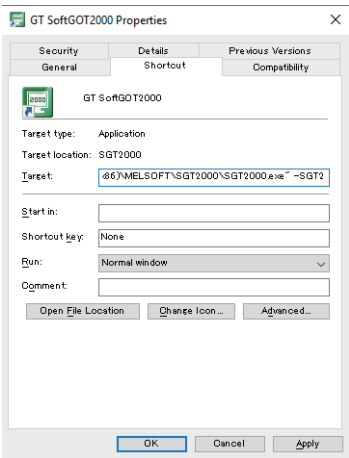 GT SoftGOT2000 Properties
Security Details Previous Versions
General Shortcut Compatibility
2000
GT SoftGOT2000
Target type: Application
Target location: SGT2000
Target: 86)\MELSOFT\SGT2000\SGT2000.exe" -SGT2
Start in:
Shortcut key: None
Run: Normal window
Comment:
Open File Location Change Icon... Advanced...
OK Cancel Apply